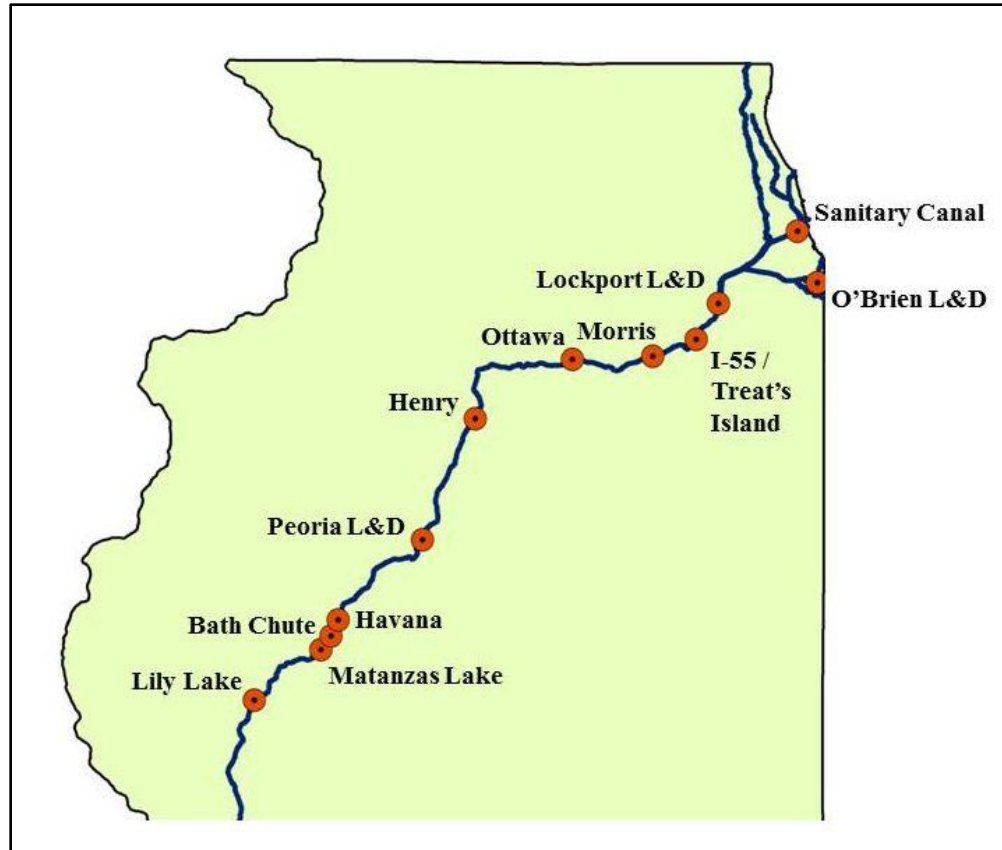 Sanitary Canal
Lockport L&D
O’Brien L&D
Ottawa
Morris
I-55 /
Treat’s
Island
Henry
Peoria L&D
Bath Chute
Havana
Lily Lake
Matanzas Lake